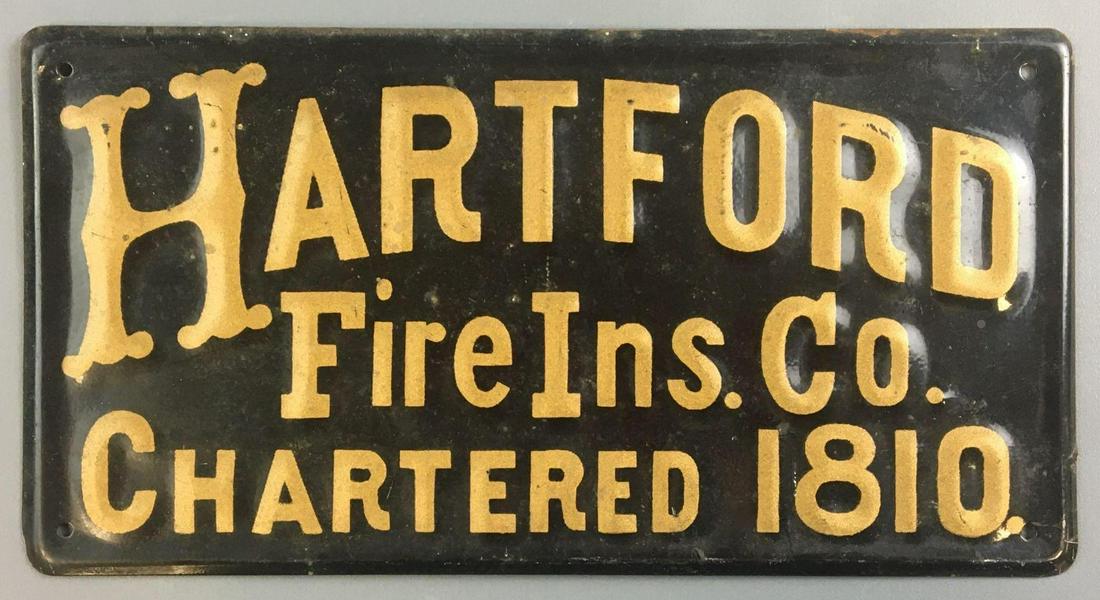 HARTFORD
Fire Ins. Co.
CHARTERED 1810.